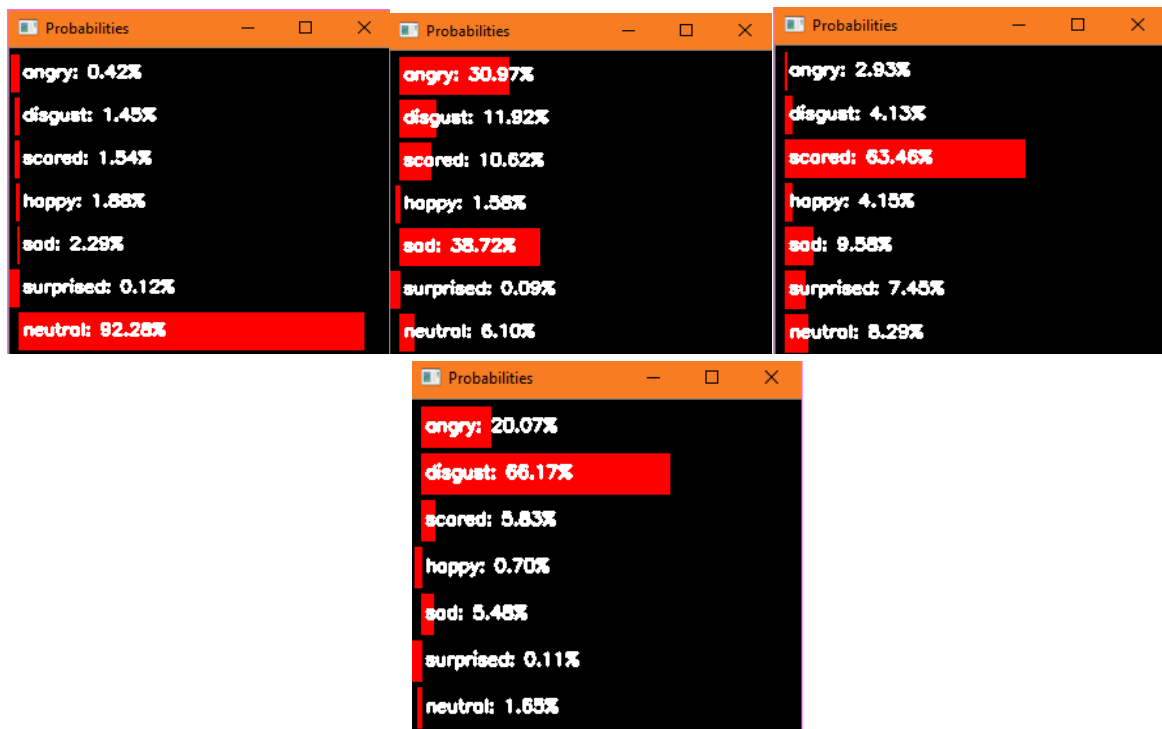 Probabilities
angry: 0.42%
disgust: 1.45%
scared: 1.54%
happy: 1.88%
sad: 2.29%
surprised: 0.12%
neutral: 92.28%
Probabilities
angry: 30.97%
disgust: 11.92%
scared: 10.62%
happy: 1.58%
sad: 38.72%
surprised: 0.09%
neutral: 6.10%
Probabilities
angry: 2.93%
disgust: 4.13%
scared: 63.46%
happy: 4.15%
sad: 9.58%
surprised: 7.45%
neutral: 8.29%
Probabilities
angry: 20.07%
disgust: 66.17%
scared: 5.83%
happy: 0.70%
sad: 5.48%
surprised: 0.11%
neutral: 1.65%